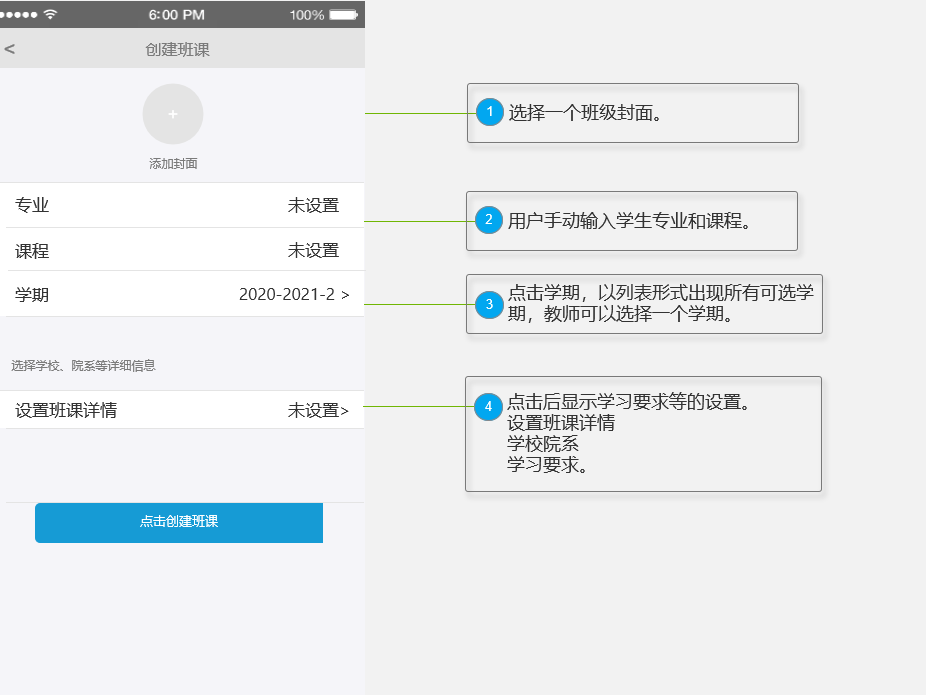 6:00 PM 100%
< 创建班课
+
添加封面
专业 未设置
课程 未设置
学期 2020-2021-2 >
选择学校、院系等详细信息
设置班课详情 未设置>
点击创建班课
1 选择一个班级封面。
2 用户手动输入学生专业和课程。
3 点击学期，以列表形式出现所有可选学
期，教师可以选择一个学期。
4 点击后显示学习要求等的设置。
设置班课详情
学校院系
学习要求。